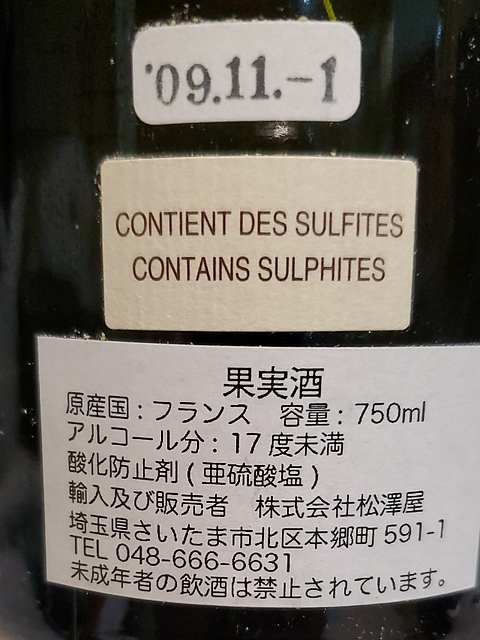 '09.11.-1
CONTIENT DES SULFITES
CONTAINS SULPHITES
果実酒
原産国：フランス　容量：750ml
アルコール分：17 度未満
酸化防止剤 ( 亜硫酸塩 )
輸入及び販売者　株式会社松澤屋
埼玉県さいたま市北区本郷町 591-1
TEL 048-666-6631
未成年者の飲酒は禁止されています。